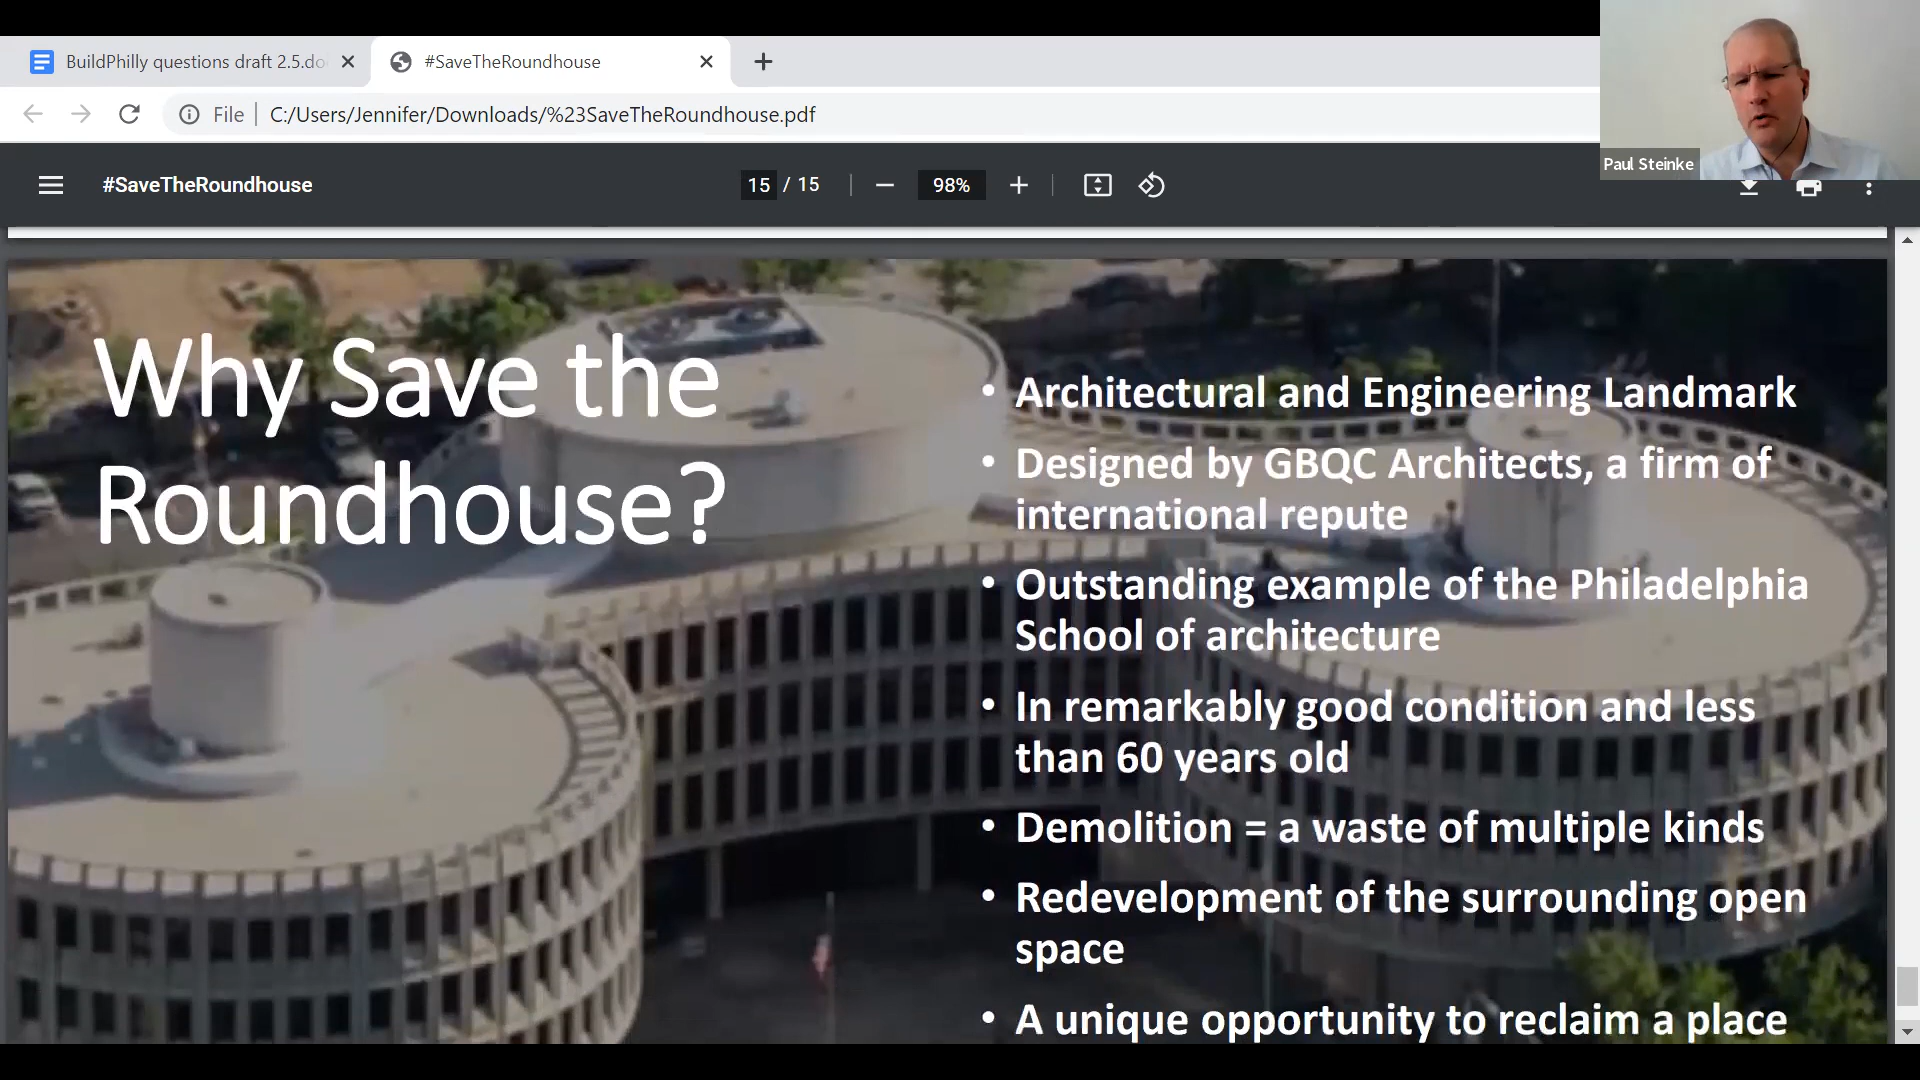 BuildPhilly questions draft 2.5.do
#SaveTheRoundhouse
File
C:/Users/Jennifer/Downloads/%23SaveTheRoundhouse.pdf
Paul Steinke
#SaveTheRoundhouse
15 / 15
98%
Why Save the
Roundhouse?
• Architectural and Engineering Landmark
• Designed by GBQC Architects, a firm of
international repute
• Outstanding example of the Philadelphia
School of architecture
• In remarkably good condition and less
than 60 years old
• Demolition = a waste of multiple kinds
• Redevelopment of the surrounding open
space
• A unique opportunity to reclaim a place